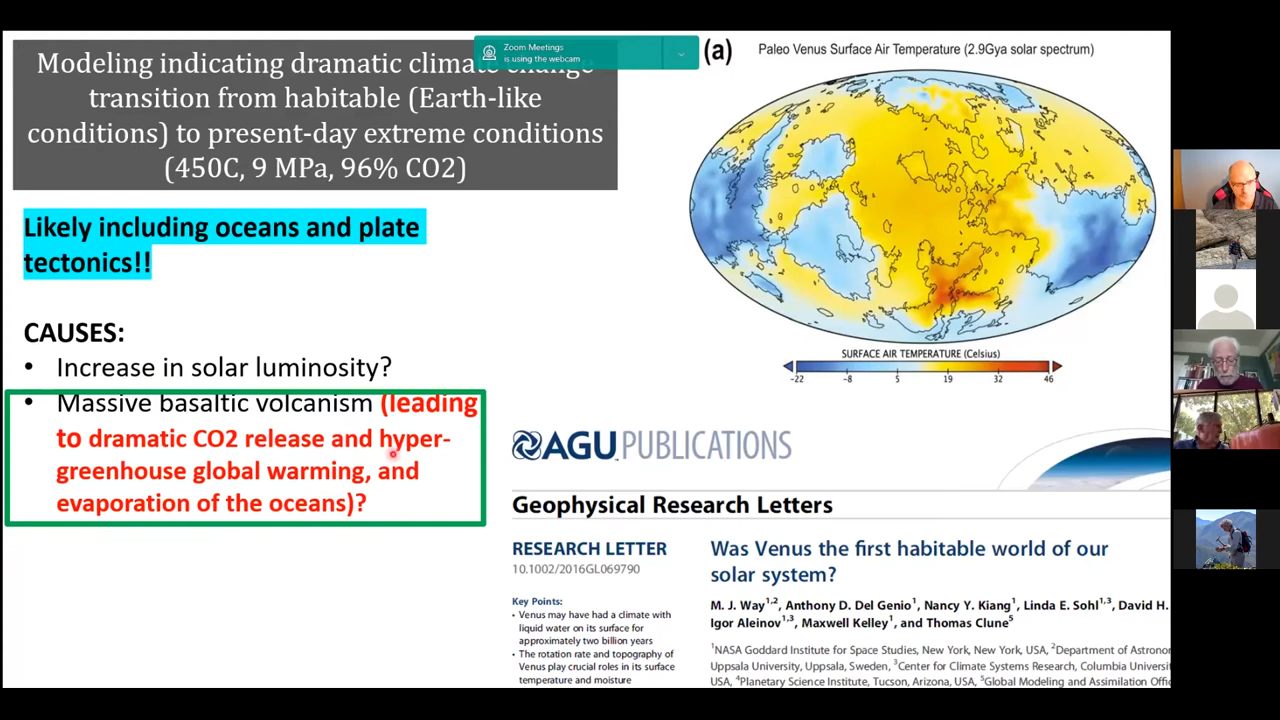 Modeling indicating dramatic climate change
transition from habitable (Earth-like
conditions) to present-day extreme conditions
(450C, 9 MPa, 96% CO2)
Zoom Meetings
is using the webcam
Likely including oceans and plate
tectonics!!
CAUSES:
• Increase in solar luminosity?
• Massive basaltic volcanism (leading
to dramatic CO2 release and hyper-
greenhouse global warming, and
evaporation of the oceans)?
(a)
Paleo Venus Surface Air Temperature (2.9Gya solar spectrum)
SURFACE AIR TEMPERATURE (Celsius)
-22 -8 5 19 32 46
AGU PUBLICATIONS
Geophysical Research Letters
RESEARCH LETTER
10.1002/2016GL069790
Key Points:
• Venus may have had a climate with
liquid water on its surface for
approximately two billion years
• The rotation rate and topography of
Venus play crucial roles in its surface
temperature and moisture
Was Venus the first habitable world of our
solar system?
M. J. Way1,2, Anthony D. Del Genio1, Nancy Y. Kiang1, Linda E. Sohl1,3, David H.
Igor Aleinov1,3, Maxwell Kelley1, and Thomas Clune5
1NASA Goddard Institute for Space Studies, New York, New York, USA, 2Department of Astronor
Uppsala University, Uppsala, Sweden, 3Center for Climate Systems Research, Columbia Universit
USA, 4Planetary Science Institute, Tucson, Arizona, USA, 5Global Modeling and Assimilation Offic